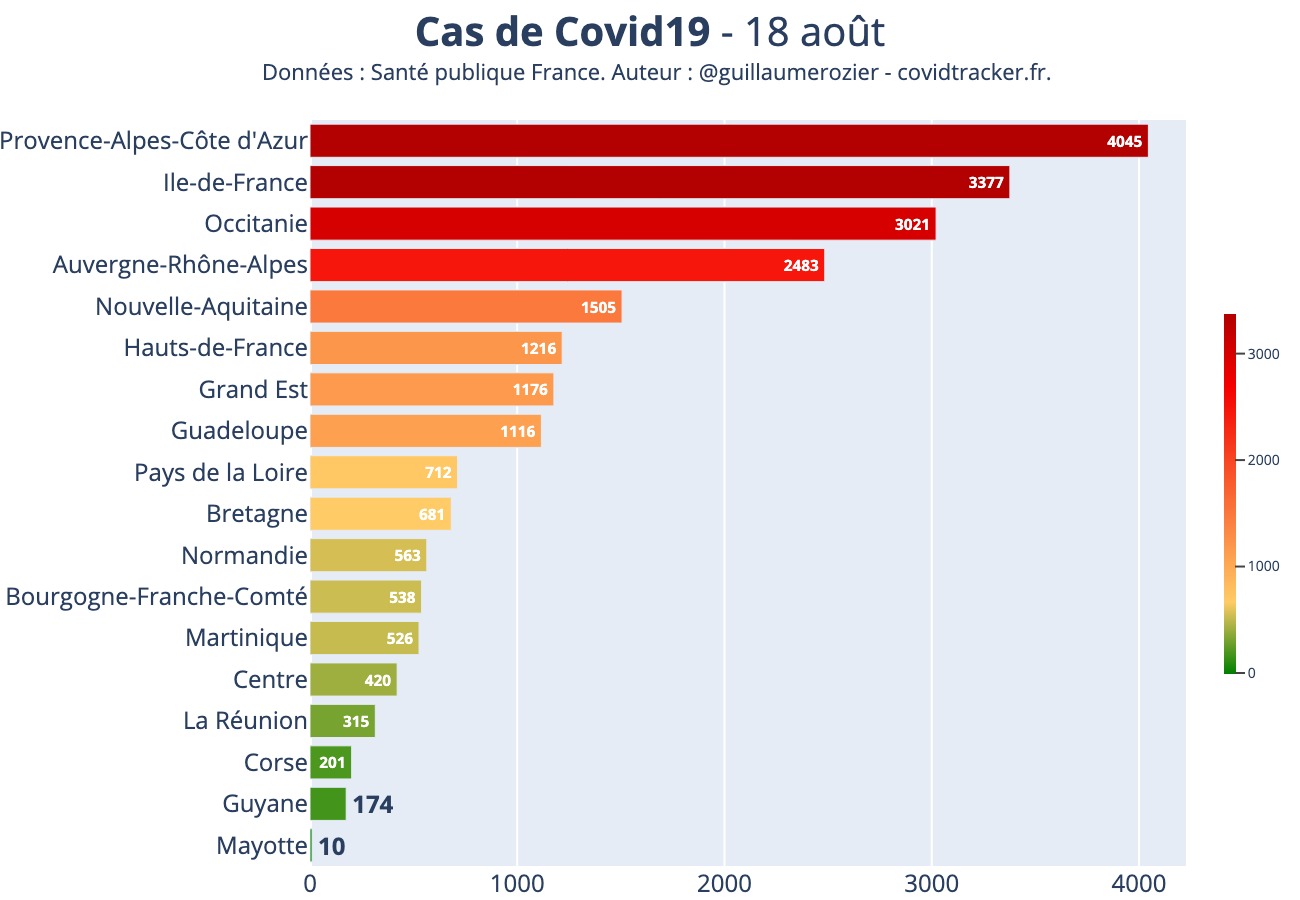 Cas de Covid19 - 18 août
Données : Santé publique France. Auteur : @guillaumerozier - covidtracker.fr.
Provence-Alpes-Côte d'Azur 4045
Ile-de-France 3377
Occitanie 3021
Auvergne-Rhône-Alpes 2483
Nouvelle-Aquitaine 1505
Hauts-de-France 1216
Grand Est 1176
Guadeloupe 1116
Pays de la Loire 712
Bretagne 681
Normandie 563
Bourgogne-Franche-Comté 538
Martinique 526
Centre 420
La Réunion 315
Corse 201
Guyane 174
Mayotte 10
0 1000 2000 3000 4000
3000
2000
1000
0